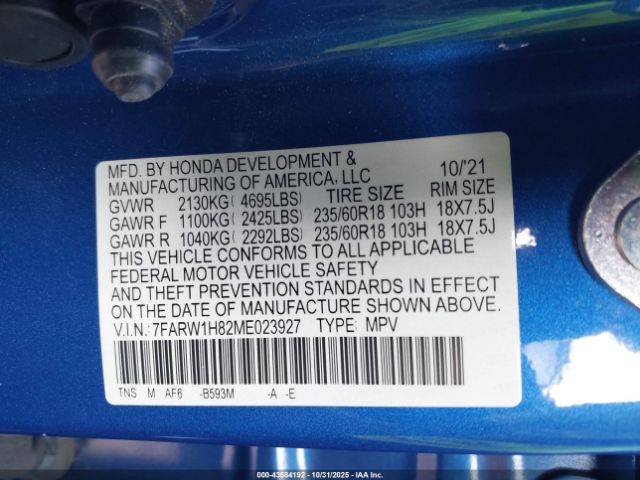 MFD. BY HONDA DEVELOPMENT & 10/'21
MANUFACTURING OF AMERICA, LLC
GVWR 2130KG( 4695LBS) TIRE SIZE RIM SIZE
GAWR F 1100KG( 2425LBS) 235/60R18 103H 18X7.5J
GAWR R 1040KG( 2292LBS) 235/60R18 103H 18X7.5J
THIS VEHICLE CONFORMS TO ALL APPLICABLE
FEDERAL MOTOR VEHICLE SAFETY
AND THEFT PREVENTION STANDARDS IN EFFECT
ON THE DATE OF MANUFACTURE SHOWN ABOVE.
V.I.N.: 7FARW1H82ME023927 TYPE: MPV
TNS M AF6 -B593M -A -E
000-43584192 - 10/31/2025 - IAA Inc.